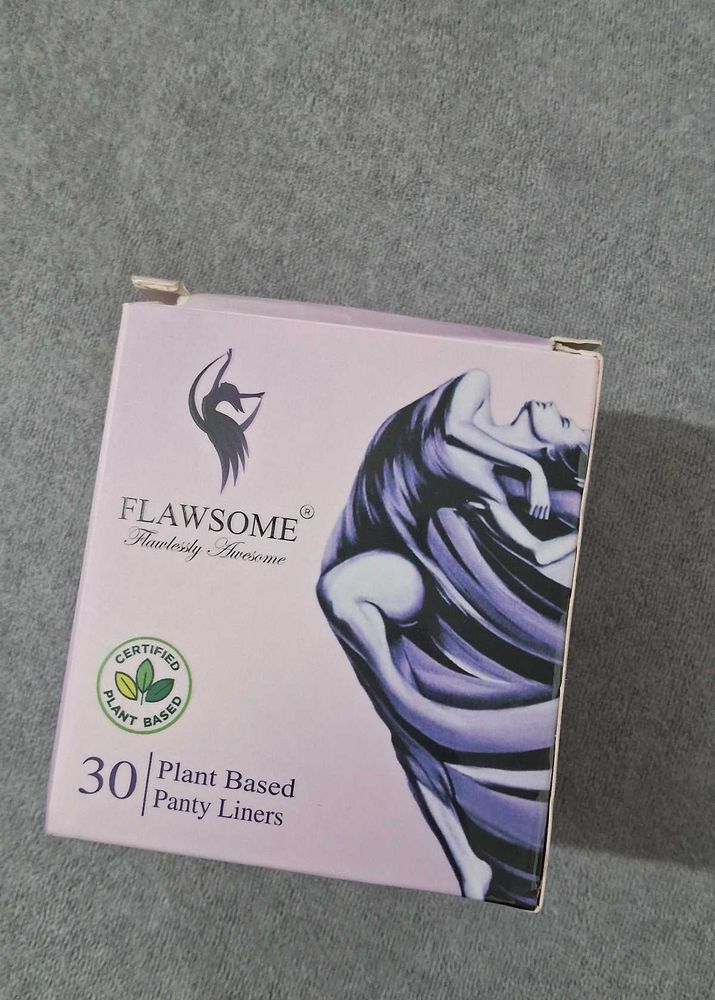 FLAWSOME®
Flawlessly Awesome
CERTIFIED
PLANT BASED
30
Plant Based
Panty Liners